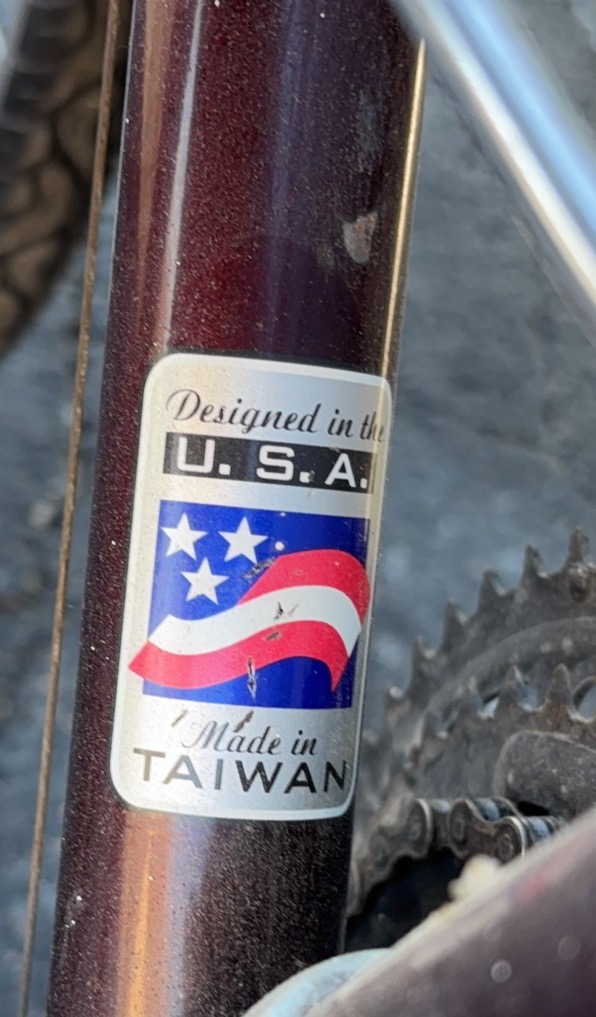 Designed in the
U. S. A.
Made in
TAIWAN